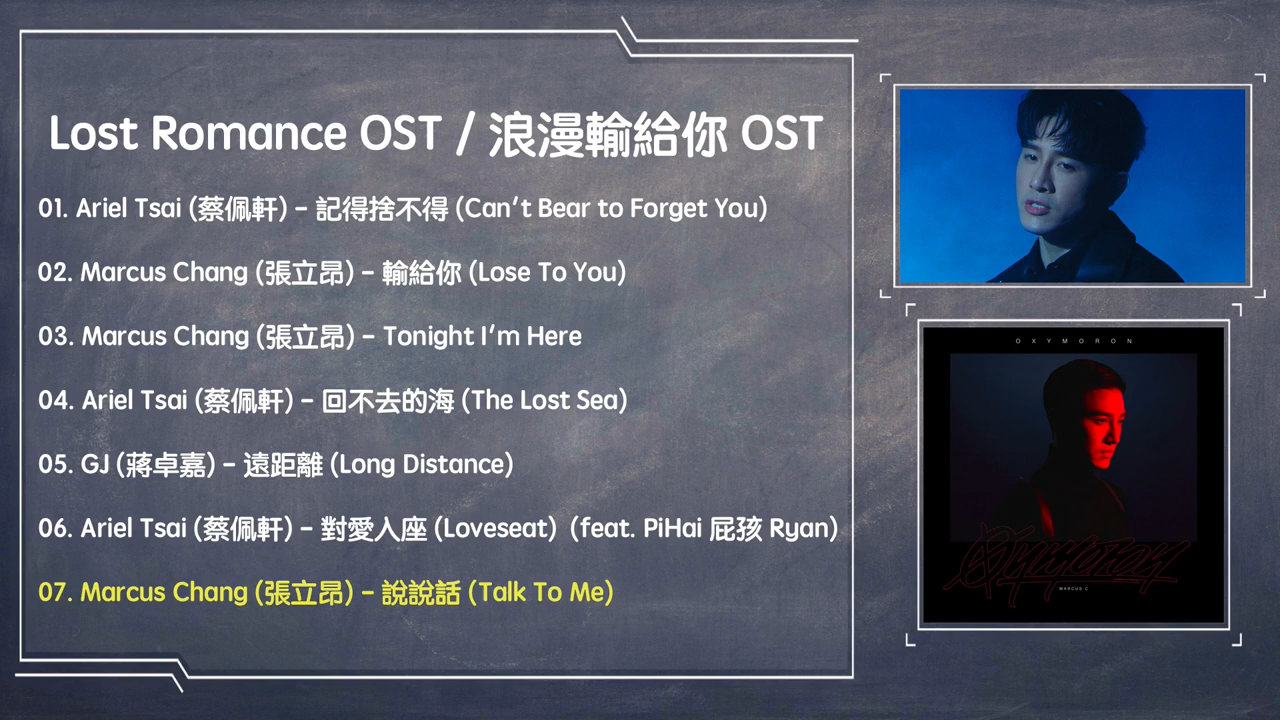 Lost Romance OST / 浪漫輸給你 OST
01. Ariel Tsai (蔡佩軒) – 記得捨不得 (Can't Bear to Forget You)
02. Marcus Chang (張立昂) – 輸給你 (Lose To You)
03. Marcus Chang (張立昂) – Tonight I'm Here
04. Ariel Tsai (蔡佩軒) – 回不去的海 (The Lost Sea)
05. GJ (蔣卓嘉) – 遠距離 (Long Distance)
06. Ariel Tsai (蔡佩軒) – 對愛入座 (Loveseat) (feat. PiHai 屁孩 Ryan)
07. Marcus Chang (張立昂) – 說說話 (Talk To Me)
OXYMORON
Oxymoron
MARCUS C